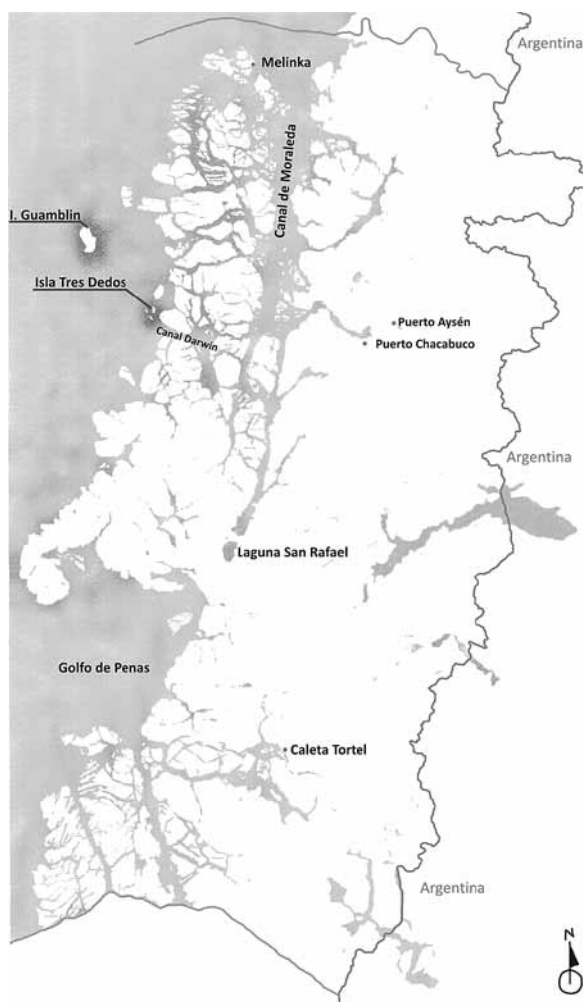 Argentina
Melinka
Canal de Moraleda
I. Guamblin
Isla Tres Dedos
Canal Darwin
Puerto Aysén
Puerto Chacabuco
Argentina
Laguna San Rafael
Golfo de Penas
Caleta Tortel
Argentina
N